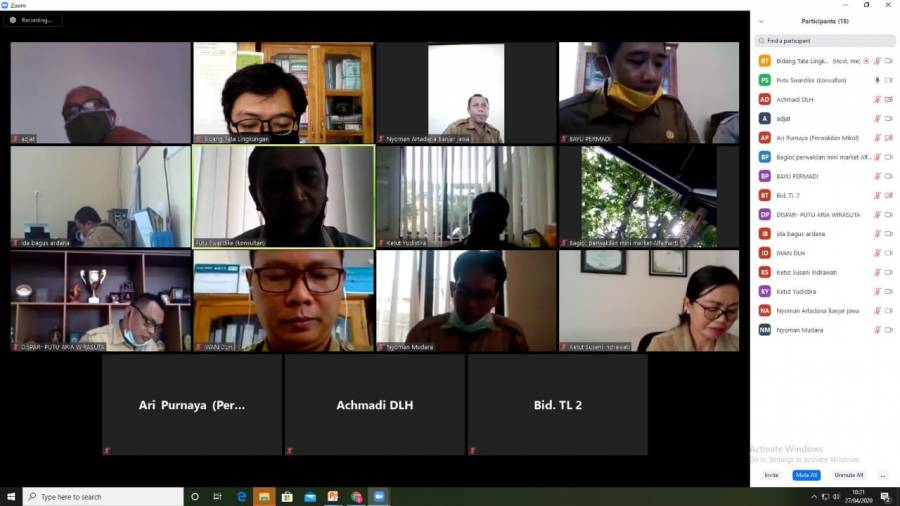 Zoom
Recording...
Participants (15)
Find a participant
adjat
Bidang Tata Lingkungan
Nyoman Artadana Banjar Jawa
BAYU PERMADI
ida bagus ardana
Putu Swardike (konsultan)
Ketut Yudistira
Bagio( perwakilan mini market Alfamart)
DISPAR- PUTU ARIA WIRASUTA
IWAN DLH
Nyoman Mudara
Ketut Suseni Indrawati
Ari Purnaya (Per...
Achmadi DLH
Bid. TL 2
BT Bidang Tata Lingk... (Host, me)
PS Putu Swardike (konsultan)
AD Achmadi DLH
A adjat
AP Ari Purnaya (Perwakilan Mikol)
BP Bagio( perwakilan mini market Alf...
BP BAYU PERMADI
BT Bid. TL 2
DP DISPAR- PUTU ARIA WIRASUTA
IB ida bagus ardana
ID IWAN DLH
KS Ketut Suseni Indrawati
KY Ketut Yudistira
NA Nyoman Artadana Banjar jawa
NM Nyoman Mudara
Activate Windows
Go to Settings to activate Windows.
Invite Mute All Unmute All ...
Type here to search
10:21
27/04/2020